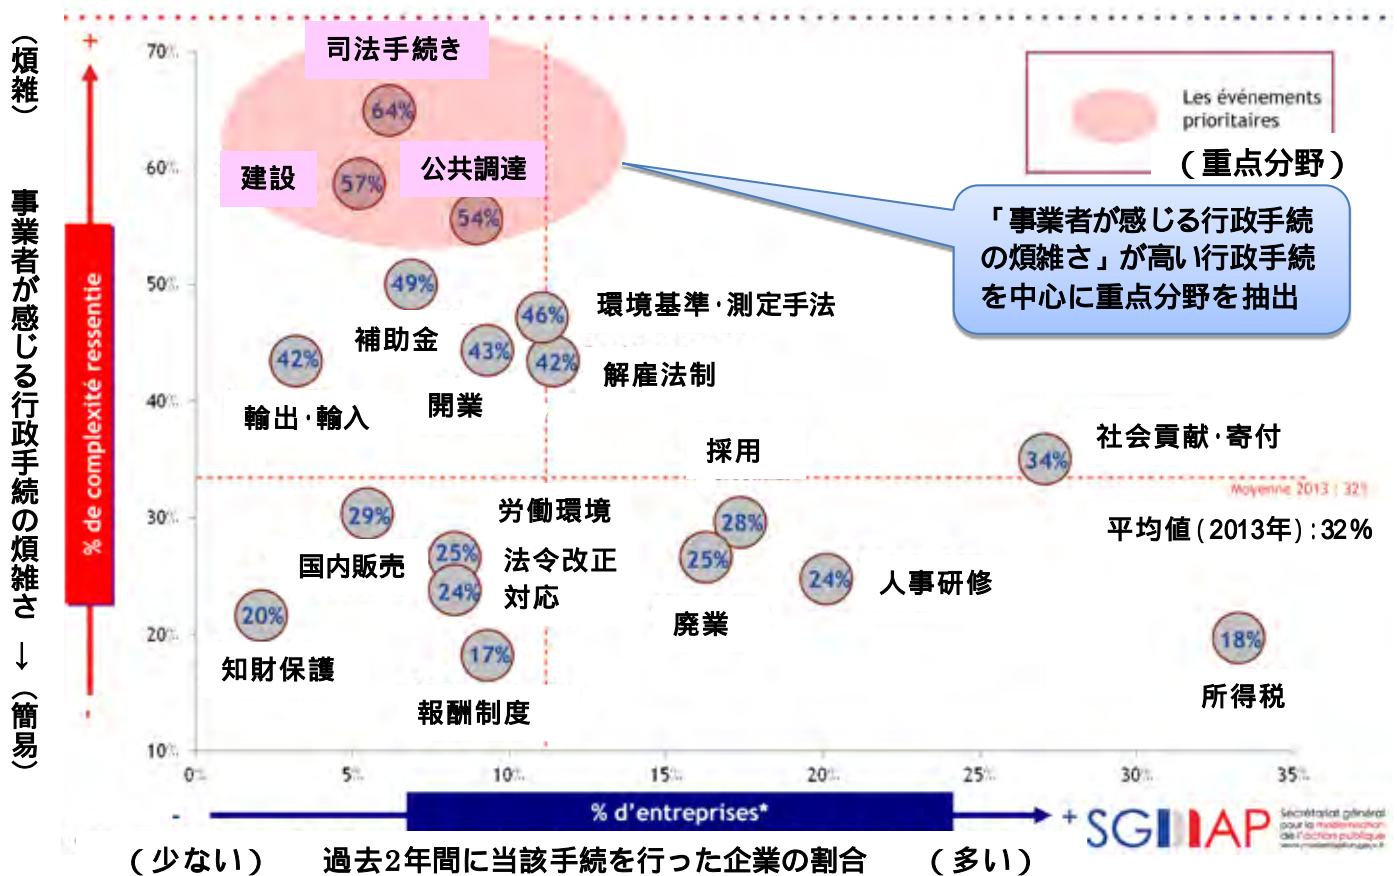 (煩雑)
事業者が感じる行政手続の煩雑さ
↓
(簡易)
+
% de complexité ressentie
-
70%
60%
50%
40%
30%
20%
10%
司法手続き
64%
建設
57%
公共調達
54%
49%
補助金
46%
環境基準・測定手法
43%
開業
42%
解雇法制
42%
輸出・輸入
Les événements
prioritaires
(重点分野)
「事業者が感じる行政手続
の煩雑さ」が高い行政手続
を中心に重点分野を抽出
34%
社会貢献・寄付
Moyenne 2013 : 32%
平均値(2013年):32%
採用
28%
25%
廃業
24%
人事研修
18%
所得税
29%
国内販売
労働環境
25%
法令改正
対応
24%
20%
知財保護
17%
報酬制度
0%
5%
10%
15%
20%
25%
30%
35%
-
% d'entreprises*
+
(少ない) 過去2年間に当該手続を行った企業の割合 (多い)
SGMAP
Secrétariat général
pour la modernisation
de l'action publique